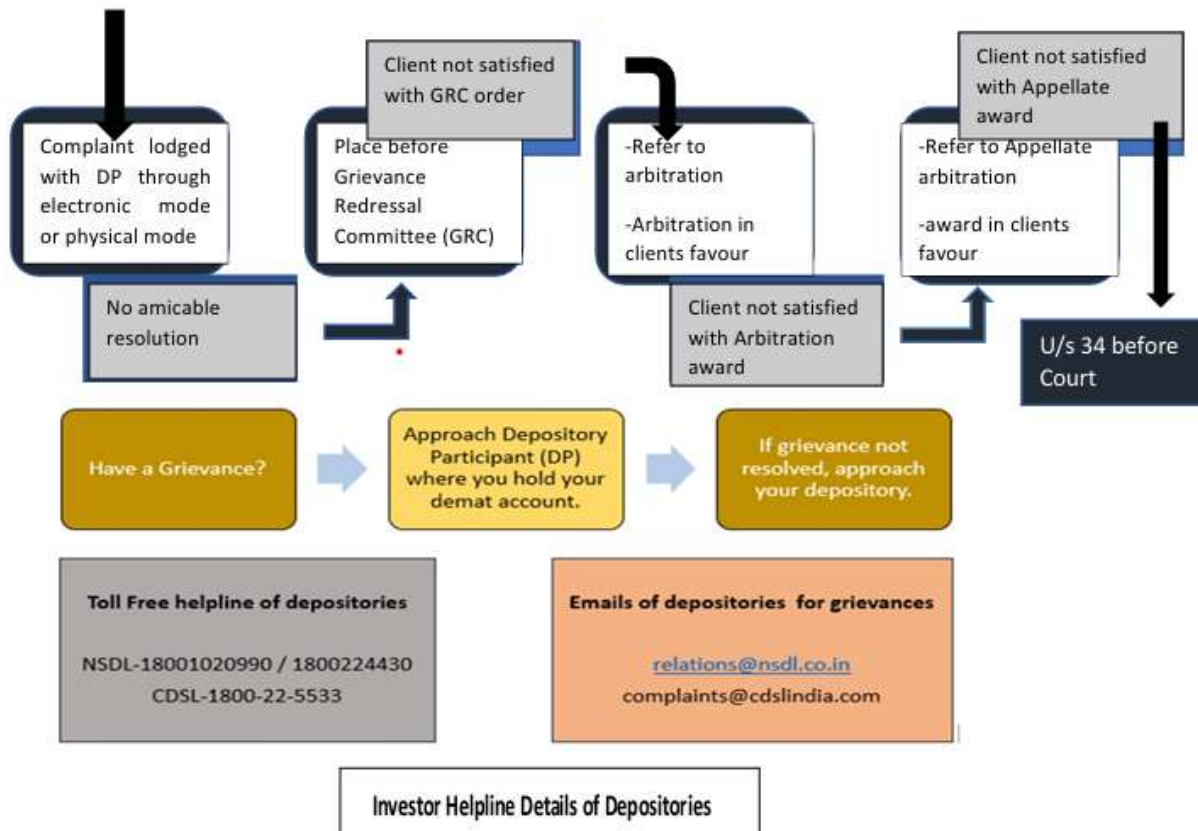 Client not satisfied
with GRC order
Client not satisfied
with Appellate
award
Complaint lodged
with DP through
electronic mode
or physical mode
Place before
Grievance
Redressal
Committee (GRC)
-Refer to
arbitration
-Arbitration in
clients favour
-Refer to Appellate
arbitration
-award in clients
favour
No amicable
resolution
Client not satisfied
with Arbitration
award
U/s 34 before
Court
Have a Grievance?
Approach Depository
Participant (DP)
where you hold your
demat account.
If grievance not
resolved, approach
your depository.
Toll Free helpline of depositories
NSDL-18001020990 / 1800224430
CDSL-1800-22-5533
Emails of depositories for grievances
relations@nsdl.co.in
complaints@cdslindia.com
Investor Helpline Details of Depositories